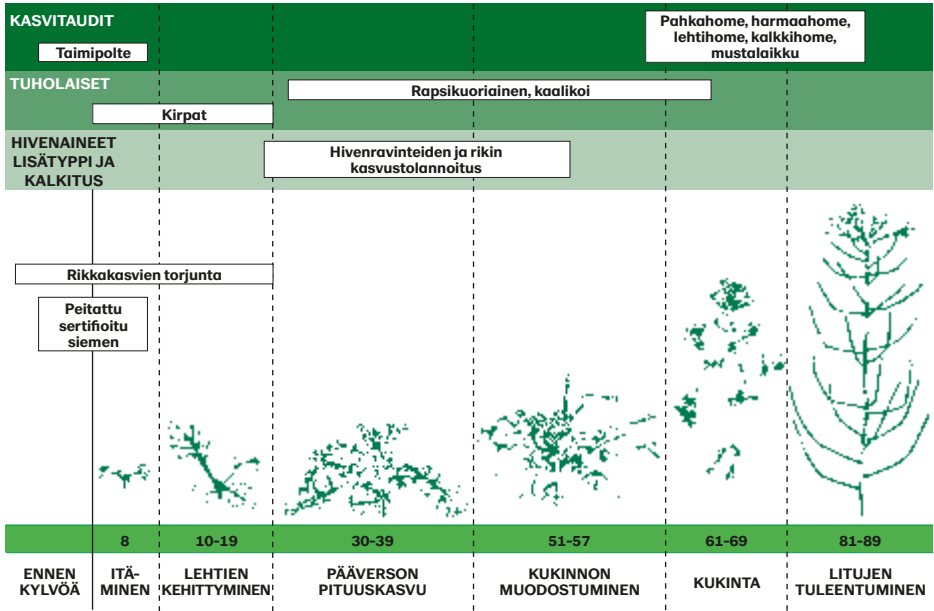 KASVITAUDIT
Taimipolte
Pahkahome, harmaahome,
lehtihome, kalkkihome,
mustalaikku
TUHOLAISET
Rapsikuoriainen, kaalikoi
Kirpat
HIVENAINEET
LISÄTYPPI JA
KALKITUS
Hivenravinteiden ja rikin
kasvustolannoitus
Rikkakasvien torjunta
Peitattu
sertifioitu
siemen
8
10-19
30-39
51-57
61-69
81-89
ENNEN
KYLVÖÄ
ITÄ-
MINEN
LEHTIEN
KEHITTYMINEN
PÄÄVERSON
PITUUSKASVU
KUKINNON
MUODOSTUMINEN
KUKINTA
LITUJEN
TULEENTUMINEN